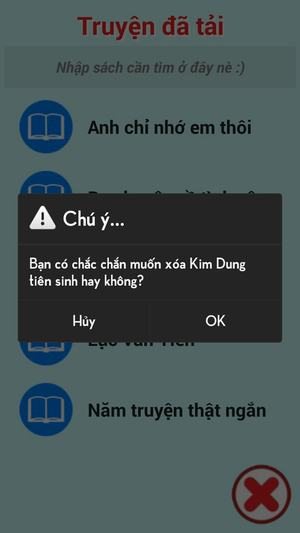 Truyện đã tải
Nhập sách cần tìm ở đây nè :)
Anh chỉ nhớ em thôi
Chú ý...
Bạn có chắc chắn muốn xóa Kim Dung
tiên sinh hay không?
Hủy
OK
Lục Vân Tiên
Năm truyện thật ngắn